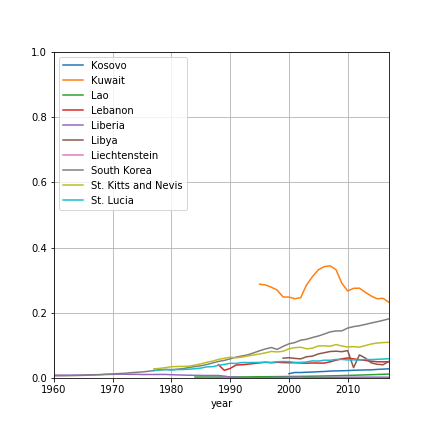 1.0
0.8
0.6
0.4
0.2
0.0
Kosovo
Kuwait
Lao
Lebanon
Liberia
Libya
Liechtenstein
South Korea
St. Kitts and Nevis
St. Lucia
1960 1970 1980 1990 2000 2010
year